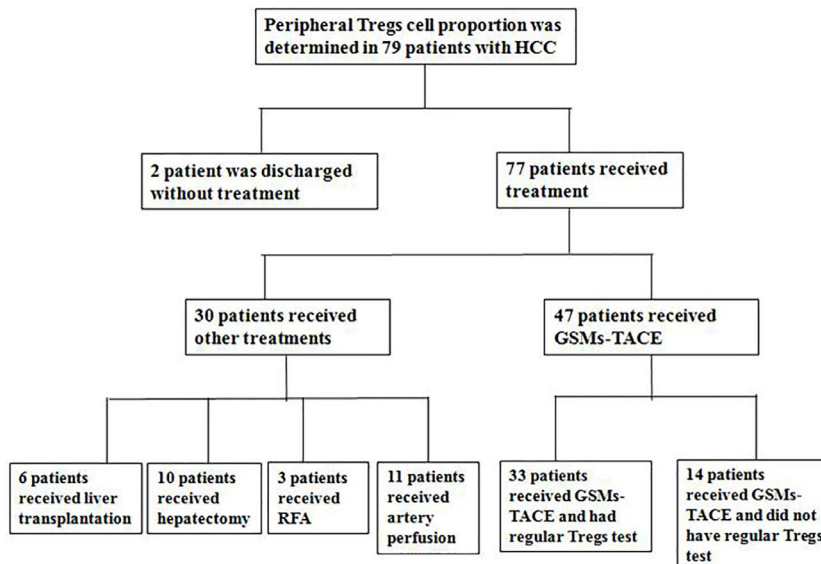 Peripheral Tregs cell proportion was
determined in 79 patients with HCC
2 patient was discharged
without treatment
77 patients received
treatment
30 patients received
other treatments
47 patients received
GSMs-TACE
6 patients
received liver
transplantation
10 patients
received
hepatectomy
3 patients
received
RFA
11 patients
received
artery
perfusion
33 patients
received GSMs-
TACE and had
regular Tregs test
14 patients
received GSMs-
TACE and did not
have regular Tregs
test